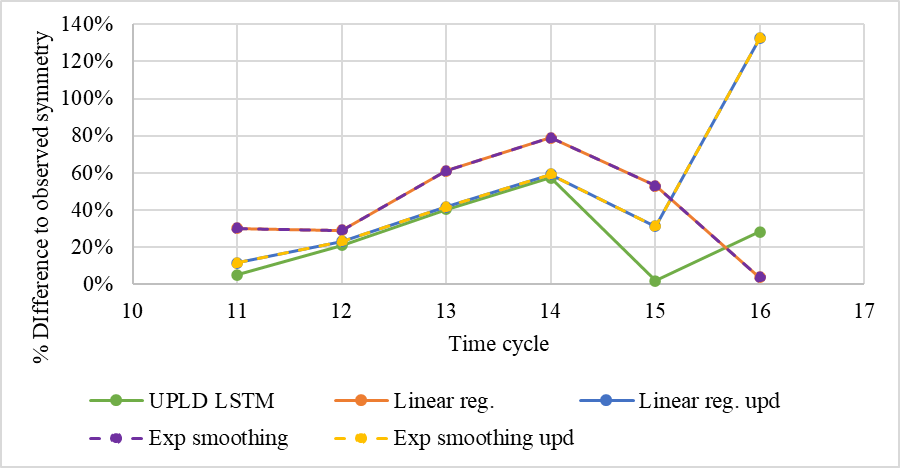 140%
120%
100%
80%
60%
40%
20%
0%
% DIfference to observed symmetry
10 11 12 13 14 15 16 17
Time cycle
UPLD LSTM Linear reg. Linear reg. upd
Exp smoothing Exp smoothing upd